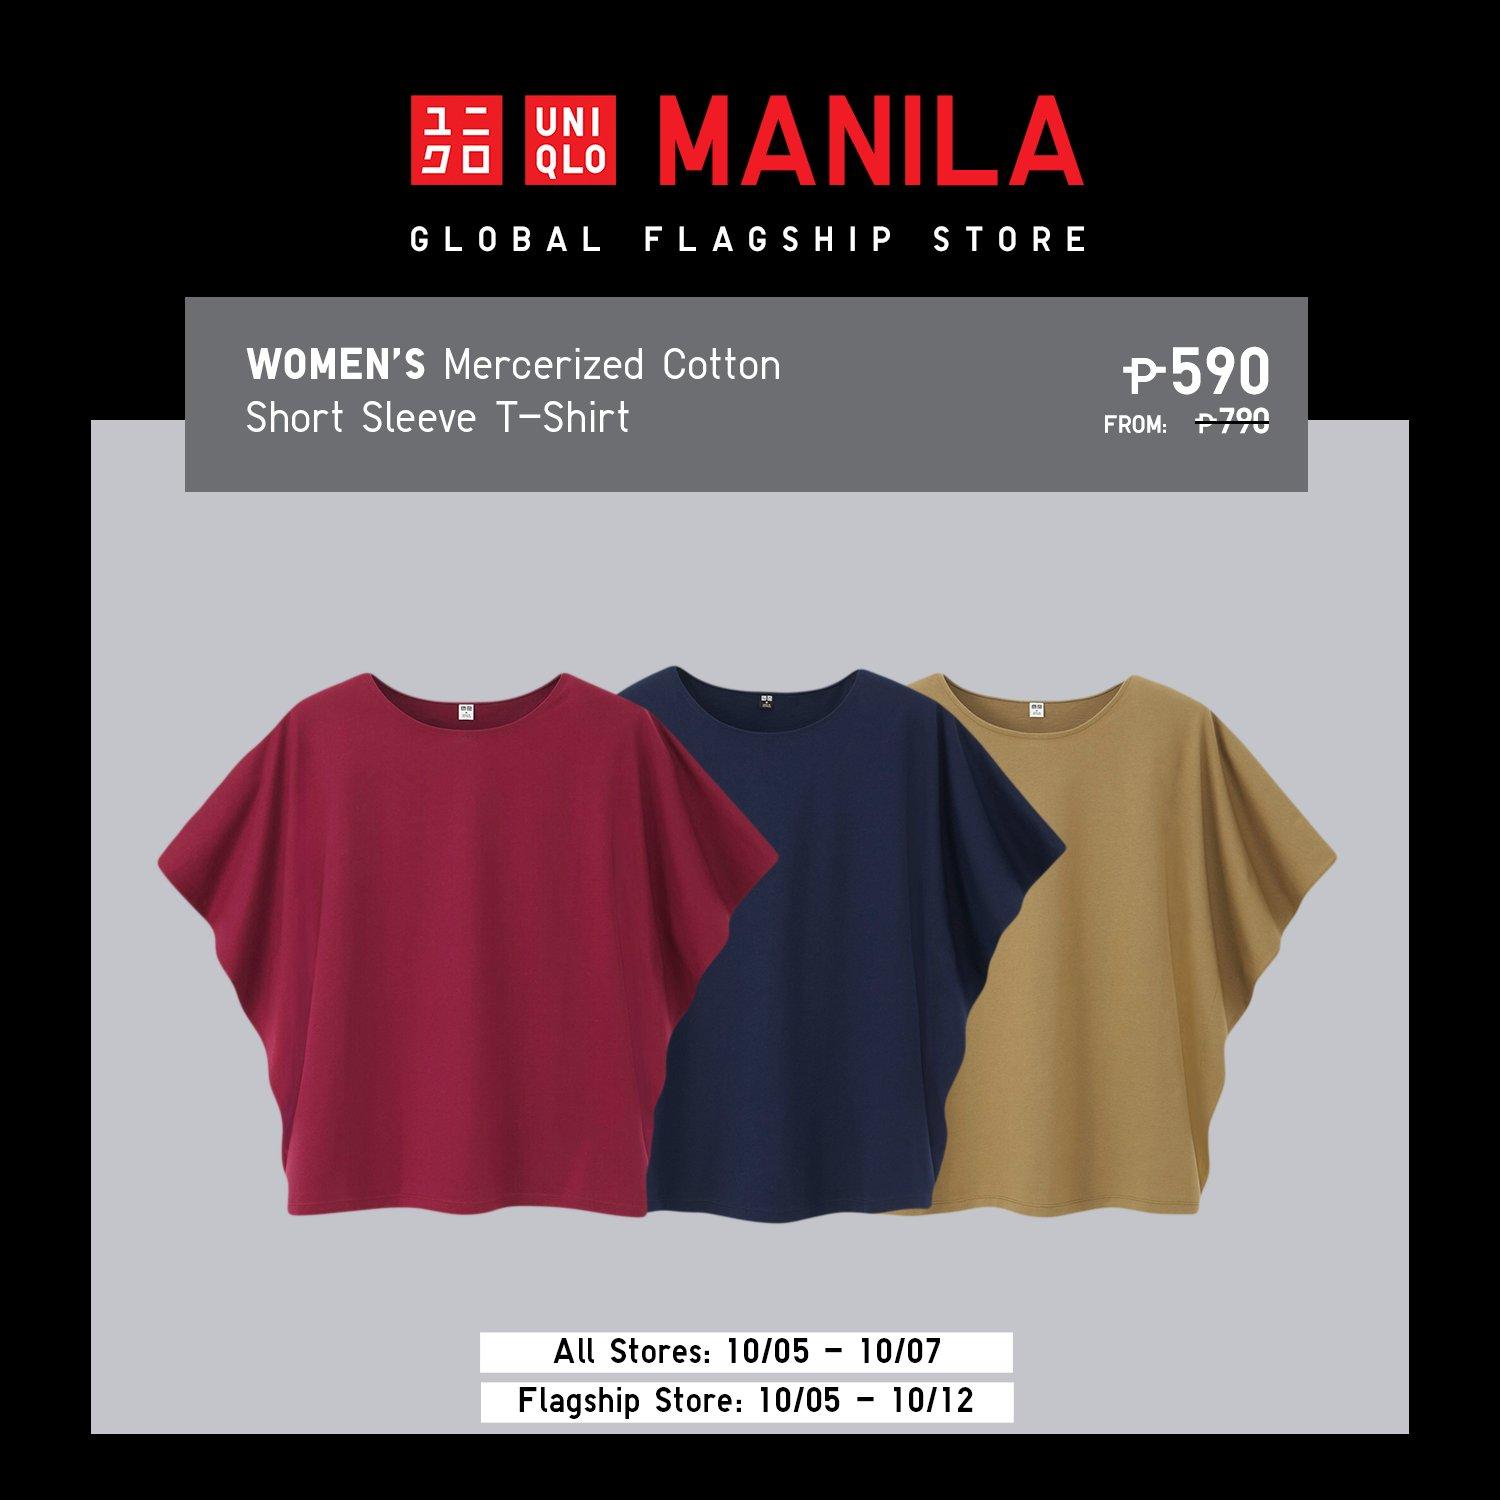 ユニ
クロ
UNI
QLO
MANILA
GLOBAL FLAGSHIP STORE
WOMEN'S Mercerized Cotton
Short Sleeve T-Shirt
₱590
FROM: ₱790
All Stores: 10/05 - 10/07
Flagship Store: 10/05 - 10/12